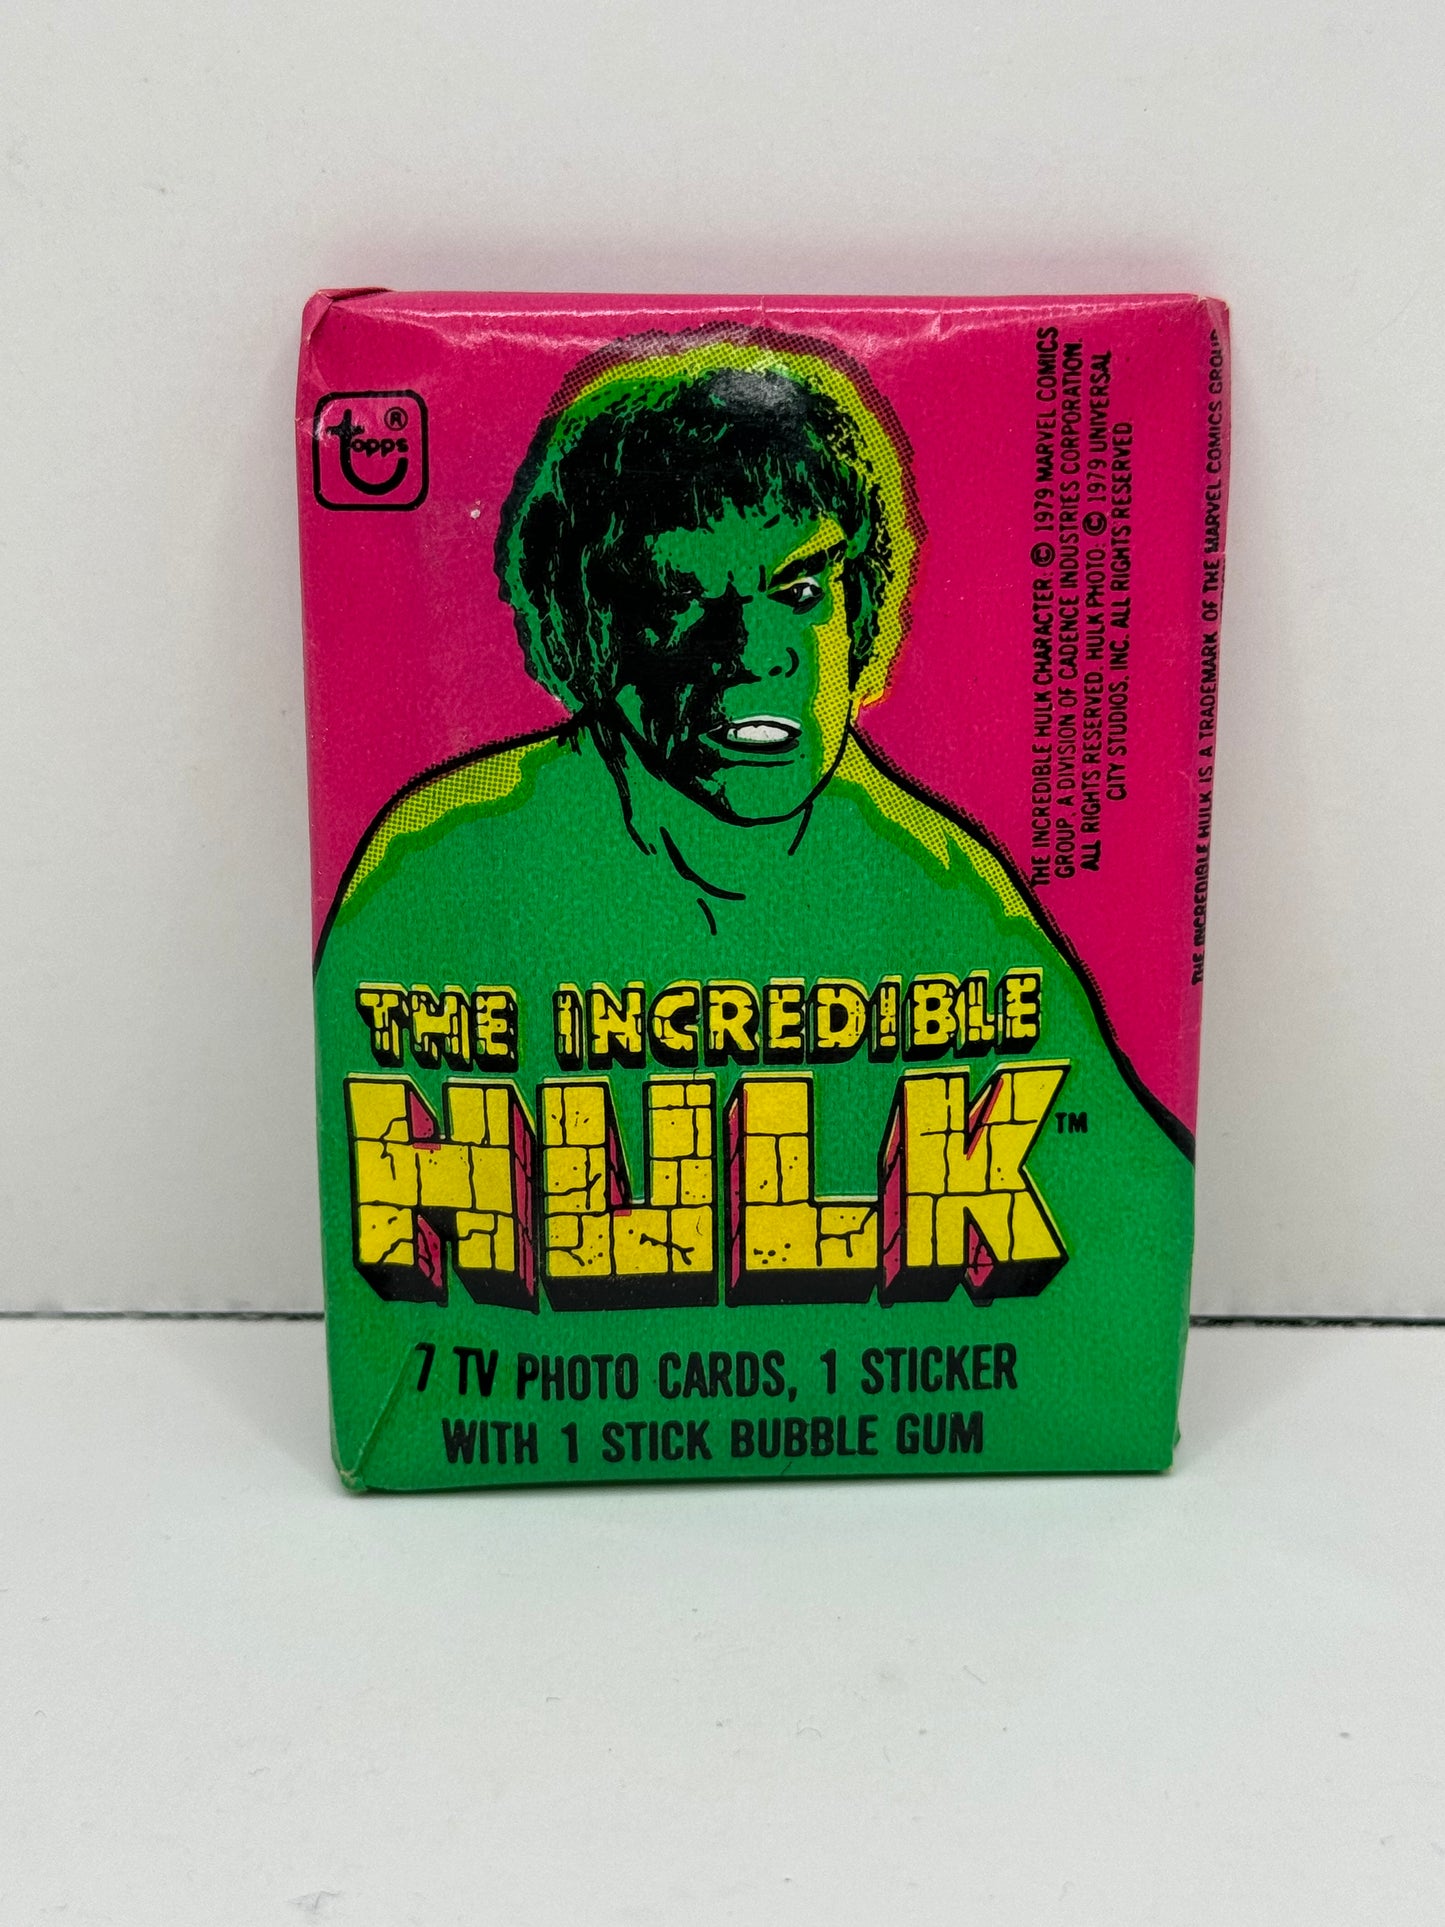 topps ®
THE INCREDIBLE HULK CHARACTER: © 1979 MARVEL COMICS
GROUP, A DIVISION OF CADENCE INDUSTRIES CORPORATION.
ALL RIGHTS RESERVED. HULK PHOTO: © 1979 UNIVERSAL
CITY STUDIOS, INC. ALL RIGHTS RESERVED
THE INCREDIBLE HULK IS A TRADEMARK OF THE MARVEL COMICS GROUP
THE INCREDIBLE
HULK™
7 TV PHOTO CARDS, 1 STICKER
WITH 1 STICK BUBBLE GUM